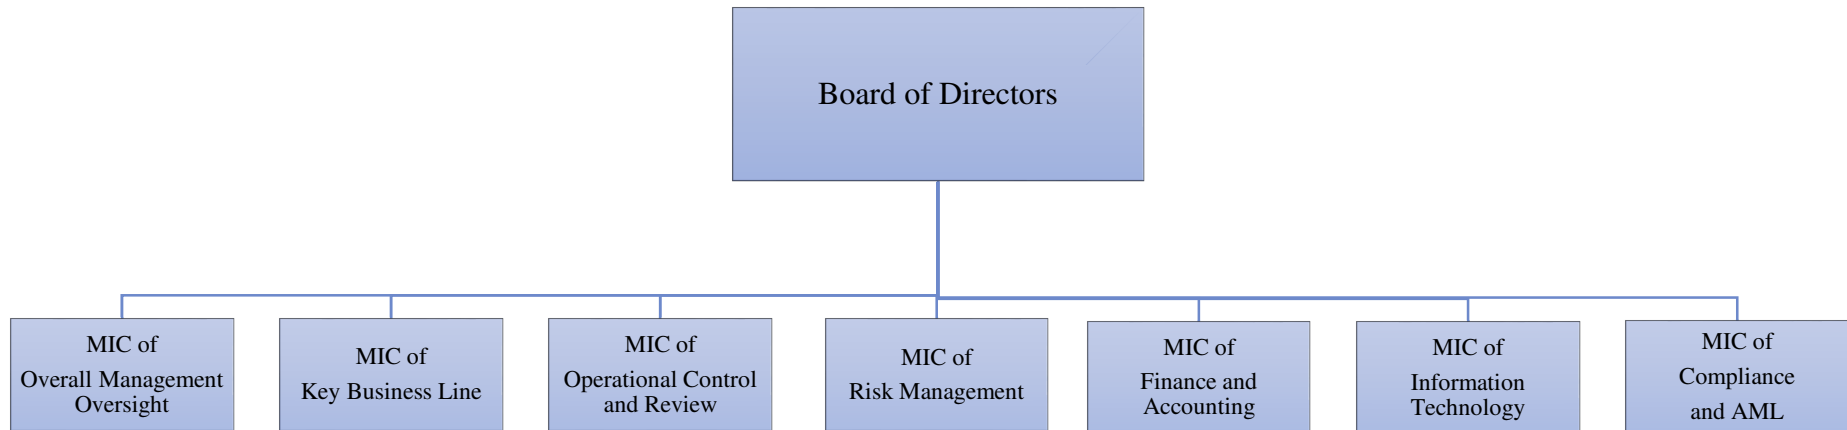 Board of Directors
MIC of
Overall Management
Oversight
MIC of
Key Business Line
MIC of
Operational Control
and Review
MIC of
Risk Management
MIC of
Finance and
Accounting
MIC of
Information
Technology
MIC of
Compliance
and AML